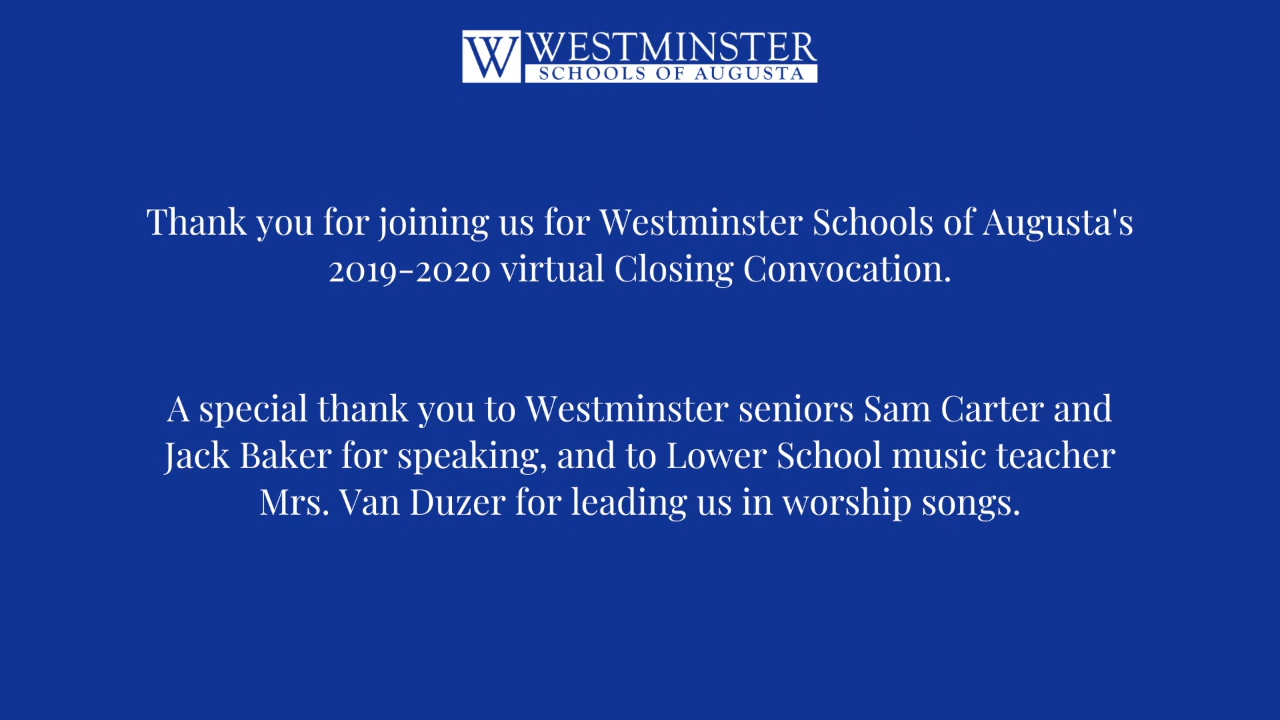 W WESTMINSTER
SCHOOLS OF AUGUSTA
Thank you for joining us for Westminster Schools of Augusta's
2019-2020 virtual Closing Convocation.
A special thank you to Westminster seniors Sam Carter and
Jack Baker for speaking, and to Lower School music teacher
Mrs. Van Duzer for leading us in worship songs.